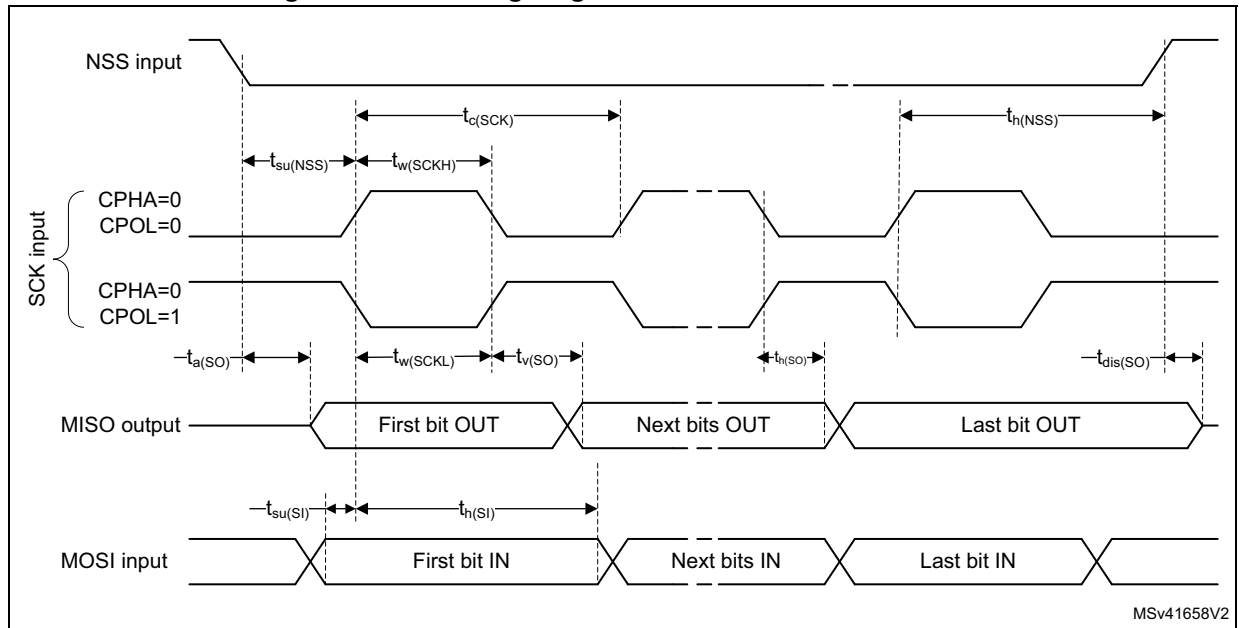 NSS input
tc(SCK)
th(NSS)
tsu(NSS)
tw(SCKH)
SCK input
CPHA=0
CPOL=0
CPHA=0
CPOL=1
ta(SO)
tw(SCKL)
tv(SO)
th(SO)
tdis(SO)
MISO output
First bit OUT
Next bits OUT
Last bit OUT
tsu(SI)
th(SI)
MOSI input
First bit IN
Next bits IN
Last bit IN
MSv41658V2